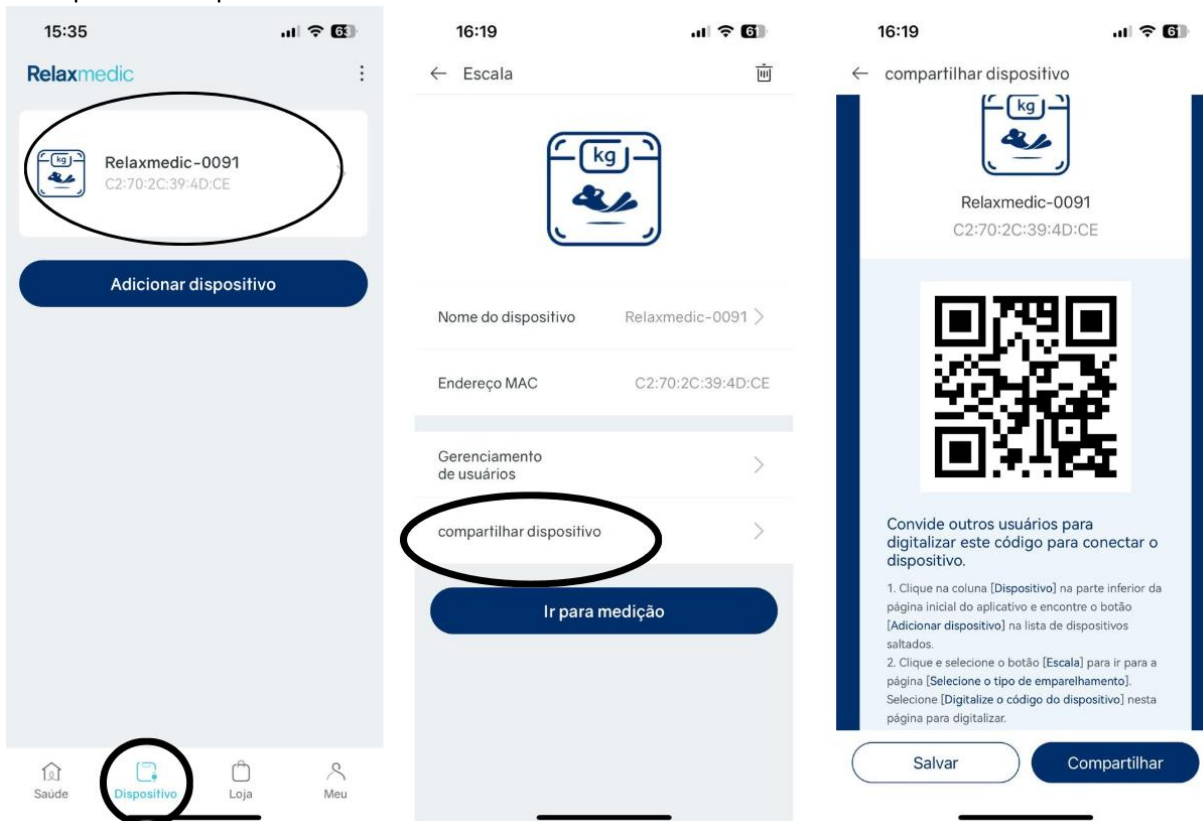 15:35
63
Relaxmedic
kg
Relaxmedic-0091
C2:70:2C:39:4D:CE
Adicionar dispositivo
Saúde
Dispositivo
Loja
Meu
16:19
61
Escala
kg
Nome do dispositivo
Relaxmedic-0091
Endereço MAC
C2:70:2C:39:4D:CE
Gerenciamento
de usuários
compartilhar dispositivo
Ir para medição
16:19
61
compartilhar dispositivo
kg
Relaxmedic-0091
C2:70:2C:39:4D:CE
Convide outros usuários para
digitalizar este código para conectar o
dispositivo.
1. Clique na coluna [Dispositivo] na parte inferior da
página inicial do aplicativo e encontre o botão
[Adicionar dispositivo] na lista de dispositivos
saltados.
2. Clique e selecione o botão [Escala] para ir para a
página [Selecione o tipo de emparelhamento].
Selecione [Digitalize o código do dispositivo] nesta
página para digitalizar.
Salvar
Compartilhar